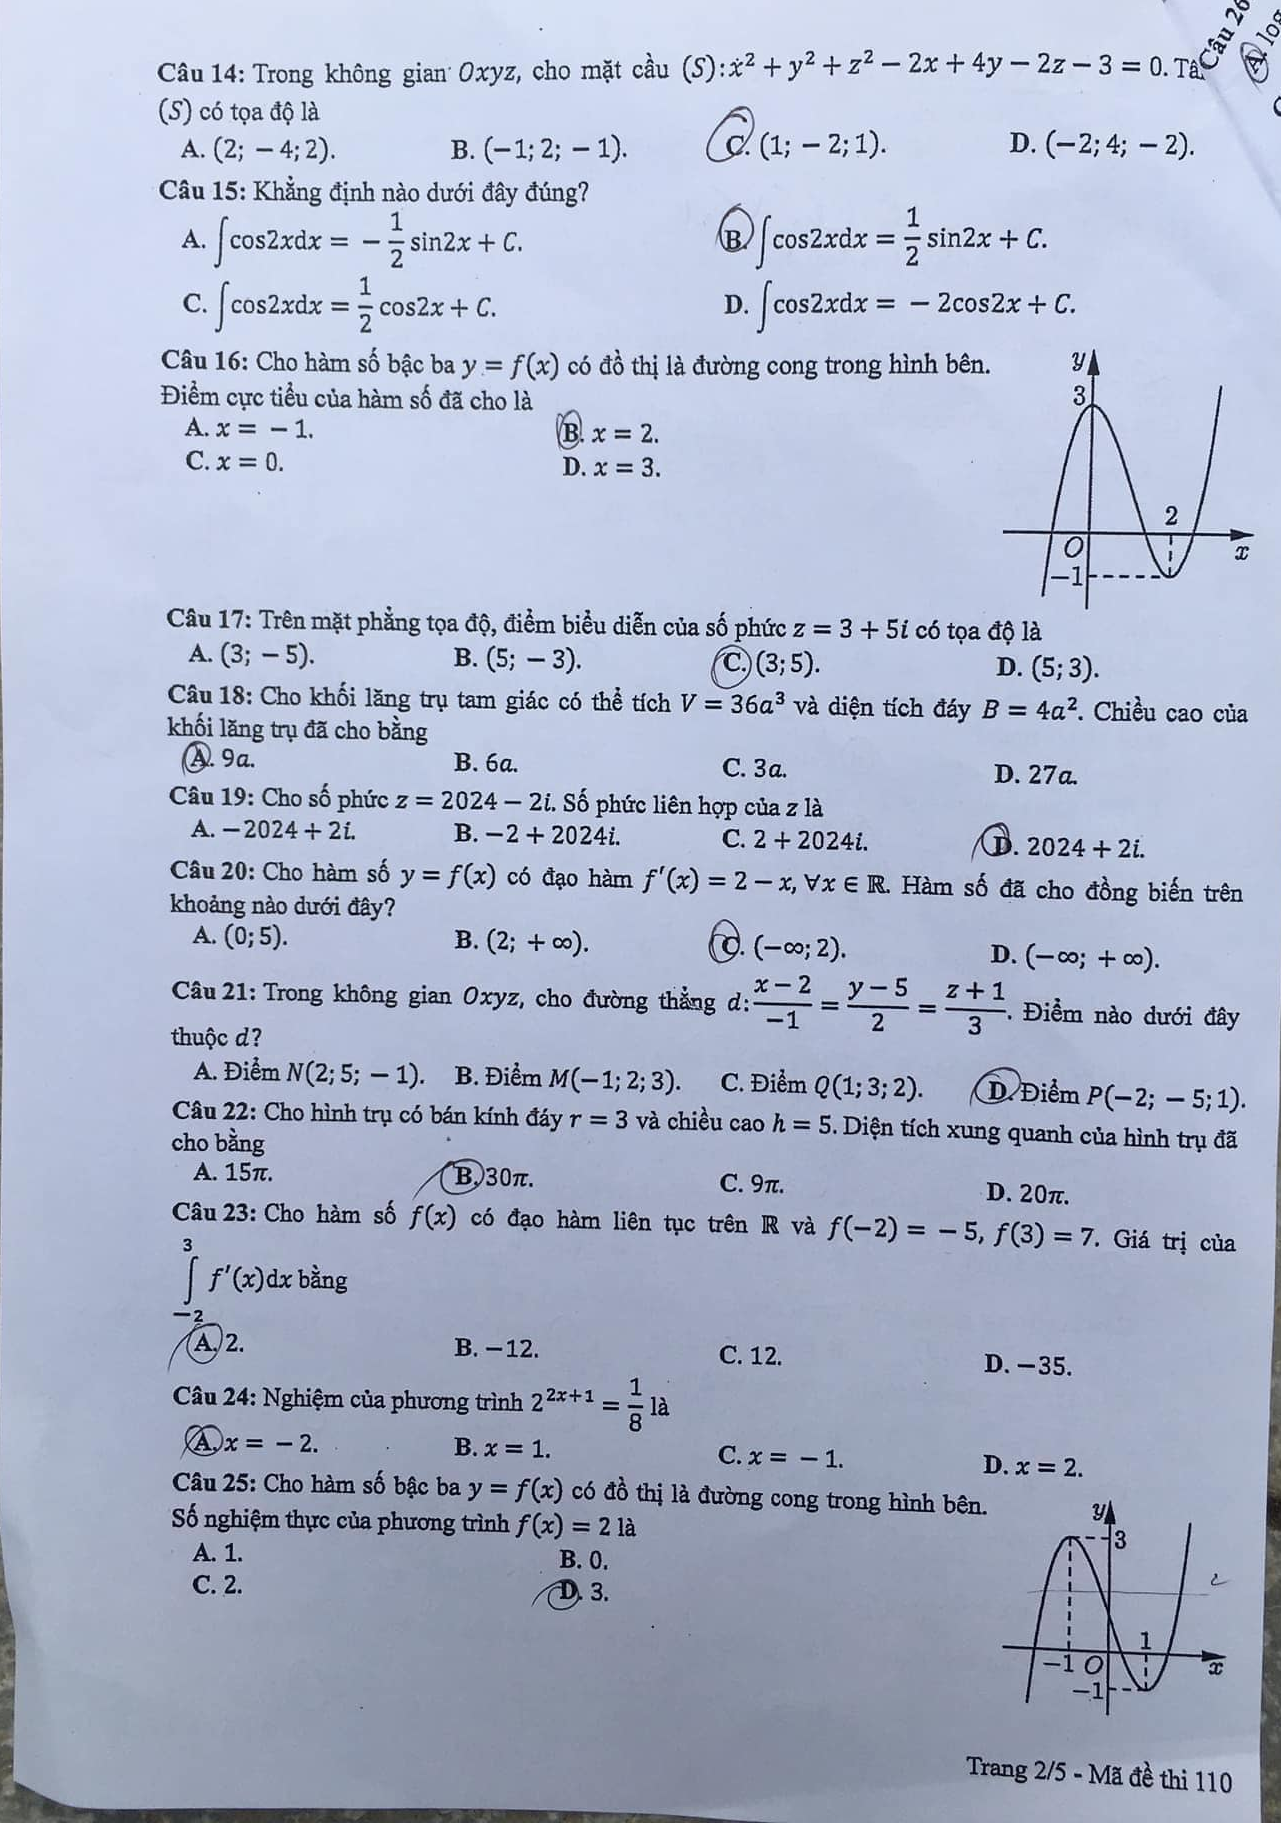 Câu 26
A. log
Câu 14: Trong không gian Oxyz, cho mặt cầu (S): x² + y² + z² − 2x + 4y − 2z − 3 = 0. Tâ
(S) có tọa độ là
A. (2; − 4; 2). B. (−1; 2; − 1). C. (1; − 2; 1). D. (−2; 4; − 2).
Câu 15: Khẳng định nào dưới đây đúng?
A. ∫cos2xdx = − 1/2 sin2x + C. B. ∫cos2xdx = 1/2 sin2x + C.
C. ∫cos2xdx = 1/2 cos2x + C. D. ∫cos2xdx = − 2cos2x + C.
Câu 16: Cho hàm số bậc ba y = f(x) có đồ thị là đường cong trong hình bên.
Điểm cực tiểu của hàm số đã cho là
A. x = − 1. B. x = 2.
C. x = 0. D. x = 3.
y
3
2
O
x
−1
Câu 17: Trên mặt phẳng tọa độ, điểm biểu diễn của số phức z = 3 + 5i có tọa độ là
A. (3; − 5). B. (5; − 3). C. (3; 5). D. (5; 3).
Câu 18: Cho khối lăng trụ tam giác có thể tích V = 36a³ và diện tích đáy B = 4a². Chiều cao của
khối lăng trụ đã cho bằng
A. 9a. B. 6a. C. 3a. D. 27a.
Câu 19: Cho số phức z = 2024 − 2i. Số phức liên hợp của z là
A. −2024 + 2i. B. −2 + 2024i. C. 2 + 2024i. D. 2024 + 2i.
Câu 20: Cho hàm số y = f(x) có đạo hàm f′(x) = 2 − x, ∀x ∈ ℝ. Hàm số đã cho đồng biến trên
khoảng nào dưới đây?
A. (0; 5). B. (2; + ∞). C. (−∞; 2). D. (−∞; + ∞).
Câu 21: Trong không gian Oxyz, cho đường thẳng d: (x − 2)/−1 = (y − 5)/2 = (z + 1)/3. Điểm nào dưới đây
thuộc d?
A. Điểm N(2; 5; − 1). B. Điểm M(−1; 2; 3). C. Điểm Q(1; 3; 2). D. Điểm P(−2; − 5; 1).
Câu 22: Cho hình trụ có bán kính đáy r = 3 và chiều cao h = 5. Diện tích xung quanh của hình trụ đã
cho bằng
A. 15π. B. 30π. C. 9π. D. 20π.
Câu 23: Cho hàm số f(x) có đạo hàm liên tục trên ℝ và f(−2) = − 5, f(3) = 7. Giá trị của
3
∫ f′(x)dx bằng
−2
A. 2. B. −12. C. 12. D. −35.
Câu 24: Nghiệm của phương trình 2²ˣ⁺¹ = 1/8 là
A. x = − 2. B. x = 1. C. x = − 1. D. x = 2.
Câu 25: Cho hàm số bậc ba y = f(x) có đồ thị là đường cong trong hình bên.
Số nghiệm thực của phương trình f(x) = 2 là
A. 1. B. 0.
C. 2. D. 3.
y
3
2
1
−1 O
x
−1
Trang 2/5 - Mã đề thi 110